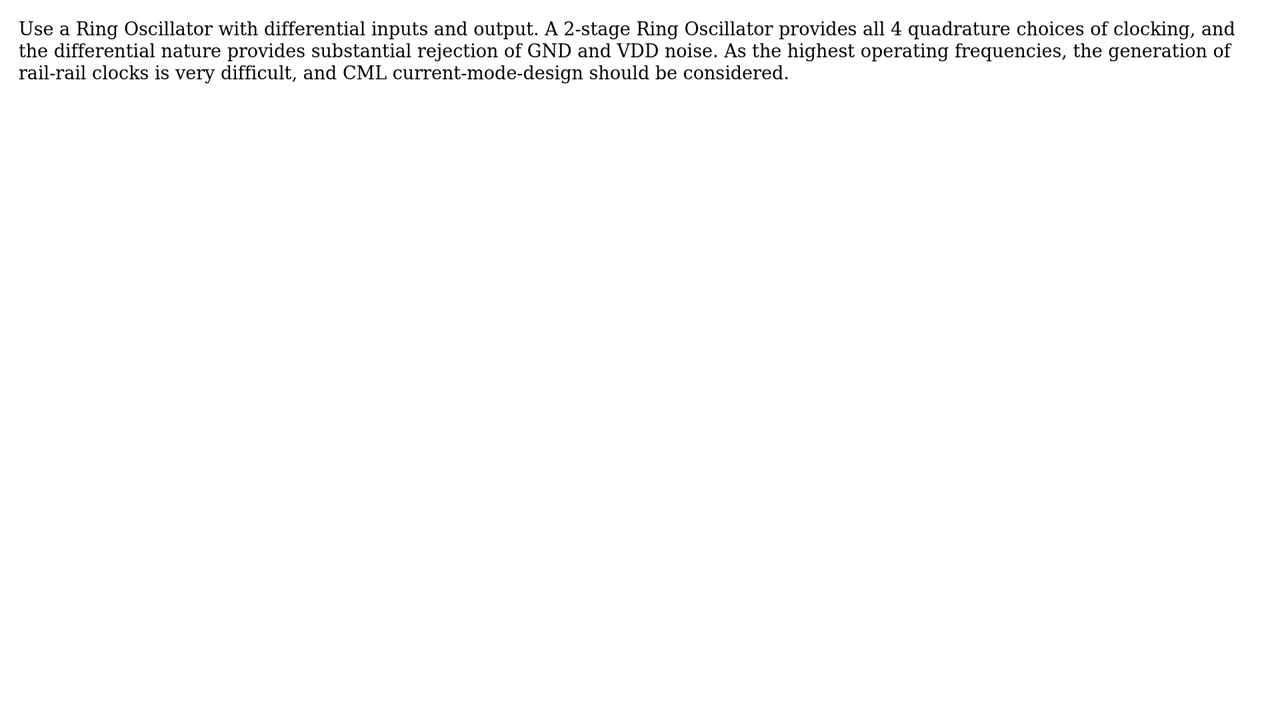 Use a Ring Oscillator with differential inputs and output. A 2-stage Ring Oscillator provides all 4 quadrature choices of clocking, and
the differential nature provides substantial rejection of GND and VDD noise. As the highest operating frequencies, the generation of
rail-rail clocks is very difficult, and CML current-mode-design should be considered.